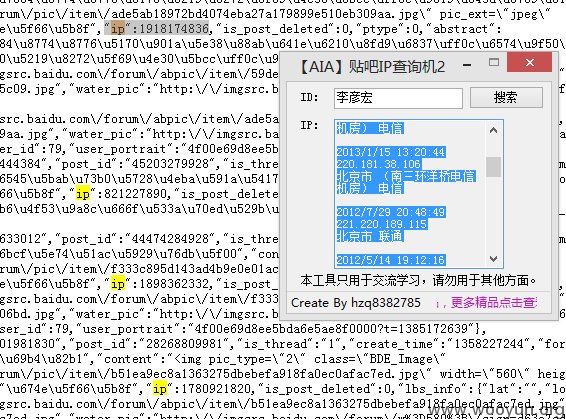 /pic\/item\/ade5ab18972bd4074eba27a179899e510eb309aa.jpg\" pic_ext=\"jpeg\"
e\u5f66\u5b8f","ip":1918174836,"is_post_deleted":0,"ptype":0,"abstract":
84\u8774\u8776\u5170\u901a\u5e38\u88ab\u641e\u6210\u8fd9\u6837\uff0c\u6574\u9f50\
0\u5219\u8272\u5f69\u4e30\u5bcc\uff0c\u9
msgsrc.baidu.com\/forum\/abpic\/item\/59de
5c09.jpg","water_pic":"http:\/\/imgsrc.b
src.baidu.com\/forum\/abpic\/item\/ade5a
9aa.jpg","water_pic":"http:\/\/imgsrc.ba
er_id":79,"user_portrait":"4f00e69d8ee5b
444384,"post_id":45203279928,"is_thre
6545\u5bab\u73b0\u5728\u4eba\u591a\u5417
66\u5b8f","ip":821227890,"is_post_delete
b6\u4f53\u9a8c\u666f\u533a\u70ed\u529b\u
633012,"post_id":"44474284928","is_thre
6bcf\u5e74\u51ac\u5929\u76db\u5f00","con
rum\/pic\/item\/f333c895d143ad4b9e0e01ac
e\u5f66\u5b8f","ip":1898362332,"is_post_
imgsrc.baidu.com\/forum\/abpic\/item\/f333
06bd.jpg","water_pic":"http:\/\/imgsrc.b
ser_id":79,"user_portrait":"4f00e69d8ee5bda6e5ae8f0000?t=1385172639"},
01981830,"post_id":"28268809981","is_thread":"1","create_time":"1358227244","for
\u69b4\u82b1","content":"<img pic_type=\"2\" class=\"BDE_Image\"
rum\/pic\/item\/b51ea9ec8a1363275dbebefa918fa0ec0afac7ed.jpg\" width=\"560\" heig
"\u674e\u5f66\u5b8f","ip":1780921820,"is_post_deleted":0,"lbs_info":{"lat":"","lo
imgsrc.baidu.com\/forum\/abpic\/item\/b51ea9ec8a1363275dbebefa918fa0ec0afac7ed.jp
【AIA】贴吧IP查询机2
ID:
李彦宏
搜索
IP:
机房） 电信
2013/1/15 13:20:44
220.181.38.106
北京市 （南三环洋桥电信
机房） 电信
2012/7/29 20:48:49
221.220.189.115
北京市 联通
2012/5/14 19:12:16
本工具只用于交流学习，请勿用于其他方面。
Create By hzq8382785
更多精品点击查